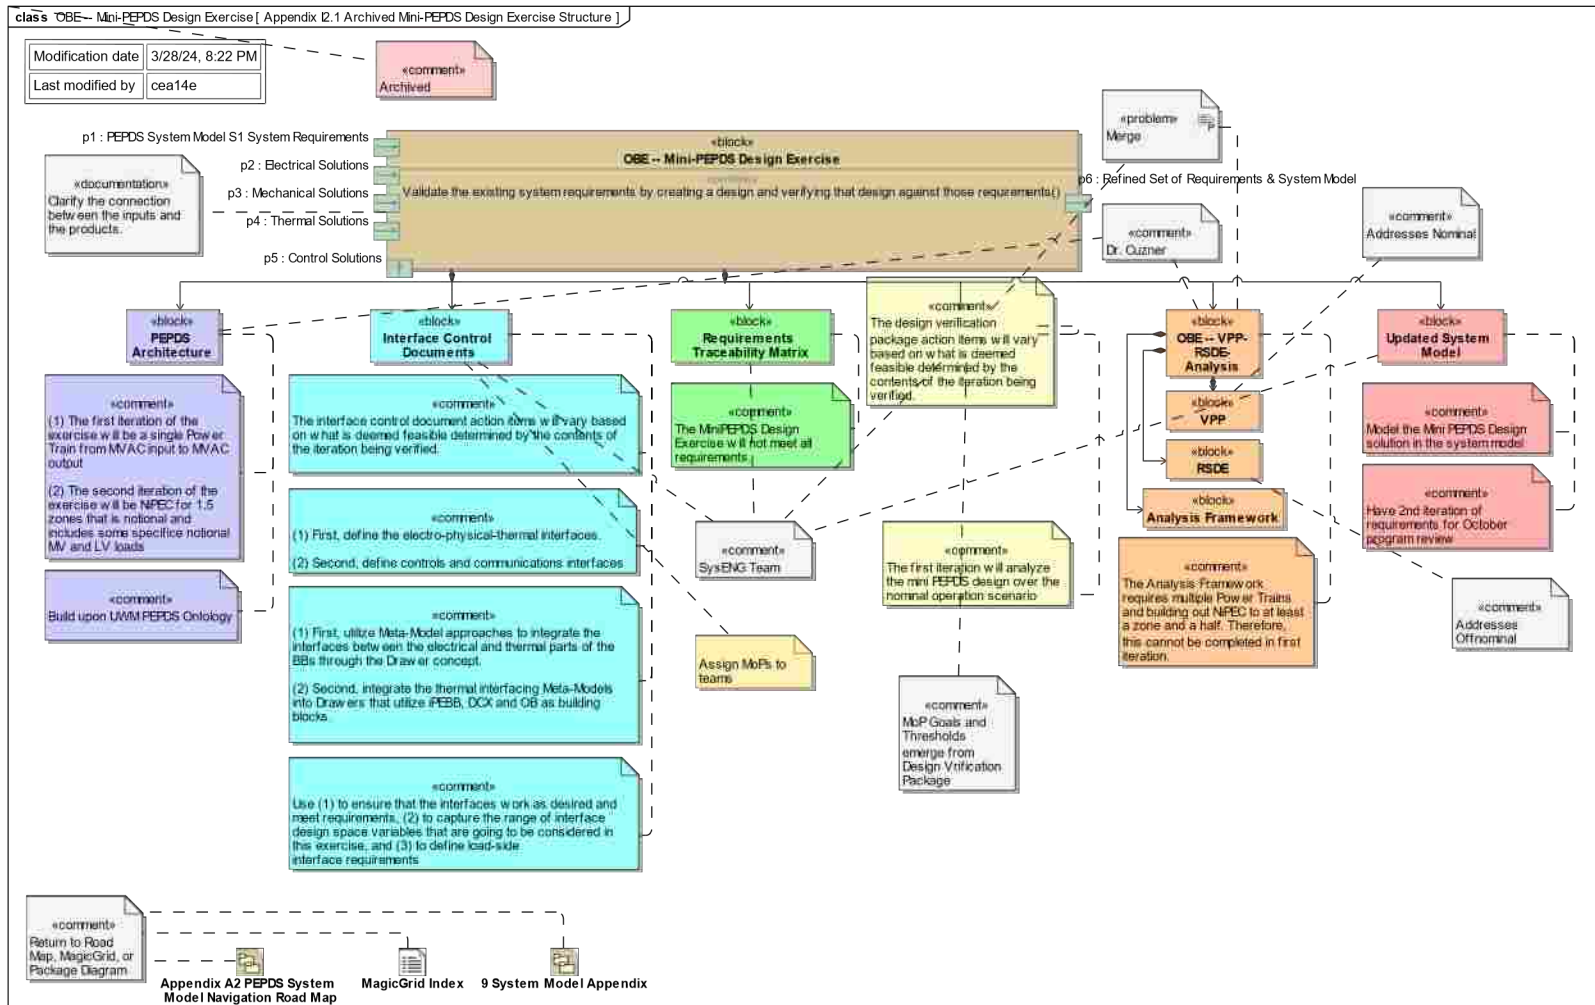 class OBE -- Mini-PEPDS Design Exercise [ Appendix I2.1 Archived Mini-PEPDS Design Exercise Structure ]
Modification date 3/28/24, 8:22 PM
Last modified by cea14e
«comment»
Archived
«problem»
Merge
p1 : PEPDS System Model S1 System Requirements
p2 : Electrical Solutions
p3 : Mechanical Solutions
p4 : Thermal Solutions
p5 : Control Solutions
«block»
OBE -- Mini-PEPDS Design Exercise
Validate the existing system requirements by creating a design and verifying that design against those requirements()
p6 : Refined Set of Requirements & System Model
«documentation»
Clarify the connection
between the inputs and
the products.
«comment»
Dr. Cuzner
«comment»
Addresses Nominal
«block»
PEPDS
Architecture
«block»
Interface Control
Documents
«block»
Requirements
Traceability Matrix
«comment»
The design verification
package action items will vary
based on what is deemed
feasible determined by the
contents of the iteration being
verified.
«block»
OBE -- VPP-
RSDE-
Analysis
«block»
Updated System
Model
«block»
VPP
«block»
RSDE
«block»
Analysis Framework
«comment»
(1) The first iteration of the
exercise will be a single Power
Train from MVAC input to MVAC
output
(2) The second iteration of the
exercise will be NiPEC for 1.5
zones that is notional and
includes some specifice notional
MV and LV loads
«comment»
Build upon UWM PEPDS Ontology
«comment»
The interface control document action items will vary based
on what is deemed feasible determined by the contents of
the iteration being verified.
«comment»
(1) First, define the electro-physical-thermal interfaces.
(2) Second, define controls and communications interfaces
«comment»
(1) First, utilize Meta-Model approaches to integrate the
interfaces between the electrical and thermal parts of the
BBs through the Drawer concept.
(2) Second, integrate the thermal interfacing Meta-Models
into Drawers that utilize iPEBB, DCX and OB as building
blocks.
«comment»
Use (1) to ensure that the interfaces work as desired and
meet requirements, (2) to capture the range of interface
design space variables that are going to be considered in
this exercise, and (3) to define load-side
interface requirements
«comment»
The MiniPEPDS Design
Exercise will not meet all
requirements
«comment»
SysENG Team
Assign MoPs to
teams
«comment»
The first iteration will analyze
the mini PEPDS design over the
nominal operation scenario
«comment»
MoP Goals and
Thresholds
emerge from
Design Vrification
Package
«comment»
The Analysis Framework
requires multiple Power Trains
and building out NiPEC to at least
a zone and a half. Therefore,
this cannot be completed in first
iteration.
«comment»
Model the Mini PEPDS Design
solution in the system model
«comment»
Have 2nd iteration of
requirements for October
program review
«comment»
Addresses
Offnominal
«comment»
Return to Road
Map, MagicGrid, or
Package Diagram
Appendix A2 PEPDS System
Model Navigation Road Map
MagicGrid Index
9 System Model Appendix